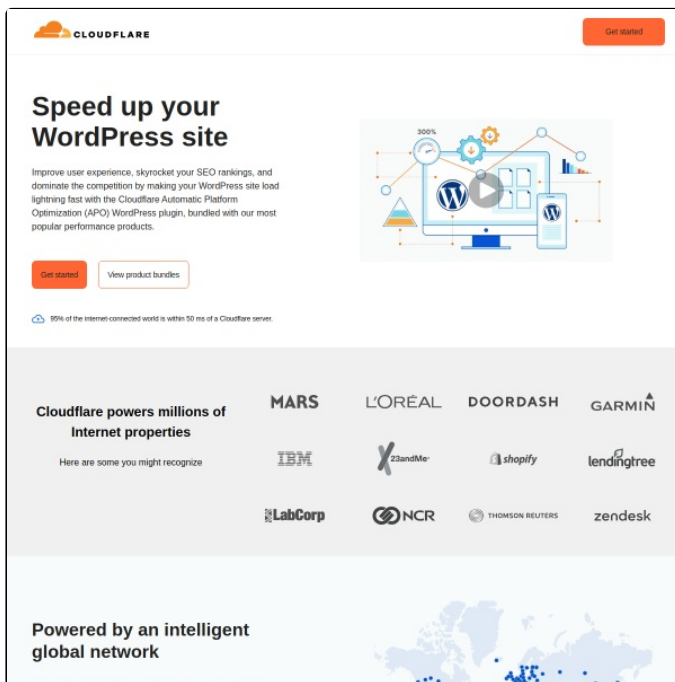 CLOUDFLARE
Get started
Speed up your
WordPress site
Improve user experience, skyrocket your SEO rankings, and
dominate the competition by making your WordPress site load
lightning fast with the Cloudflare Automatic Platform
Optimization (APO) WordPress plugin, bundled with our most
popular performance products.
300%
Get started
View product bundles
95% of the internet-connected world is within 50 ms of a Cloudflare server.
Cloudflare powers millions of
Internet properties
Here are some you might recognize
MARS
L'ORÉAL
DOORDASH
GARMIN
IBM
23andMe
shopify
lendingtree
LabCorp
NCR
THOMSON REUTERS
zendesk
Powered by an intelligent
global network